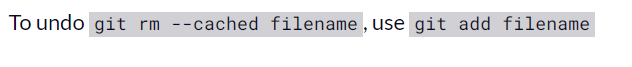 To undo git rm --cached filename, use git add filename